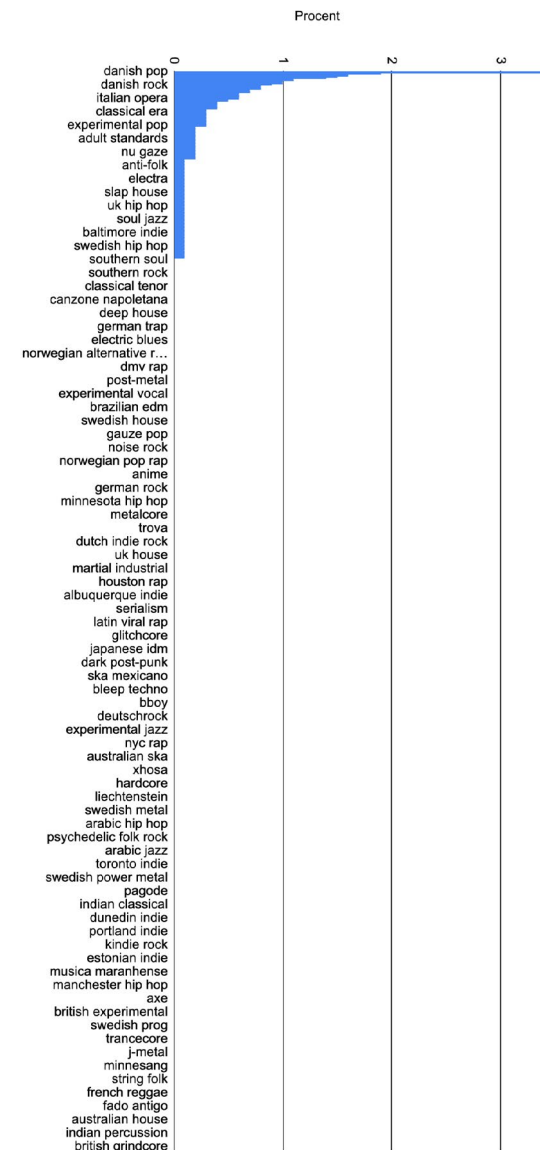 Procent
0
1
2
3
danish pop
danish rock
italian opera
classical era
experimental pop
adult standards
nu gaze
anti-folk
electra
slap house
uk hip hop
soul jazz
baltimore indie
swedish hip hop
southern soul
southern rock
classical tenor
canzone napoletana
deep house
german trap
electric blues
norwegian alternative r…
dmv rap
post-metal
experimental vocal
brazilian edm
swedish house
gauze pop
noise rock
norwegian pop rap
anime
german rock
minnesota hip hop
metalcore
trova
dutch indie rock
uk house
martial industrial
houston rap
albuquerque indie
serialism
latin viral rap
glitchcore
japanese idm
dark post-punk
ska mexicano
bleep techno
bboy
deutschrock
experimental jazz
nyc rap
australian ska
xhosa
hardcore
liechtenstein
swedish metal
arabic hip hop
psychedelic folk rock
arabic jazz
toronto indie
swedish power metal
pagode
indian classical
dunedin indie
portland indie
kindie rock
estonian indie
musica maranhense
manchester hip hop
axe
british experimental
swedish prog
trancecore
j-metal
minnesang
string folk
french reggae
fado antigo
australian house
indian percussion
british grindcore